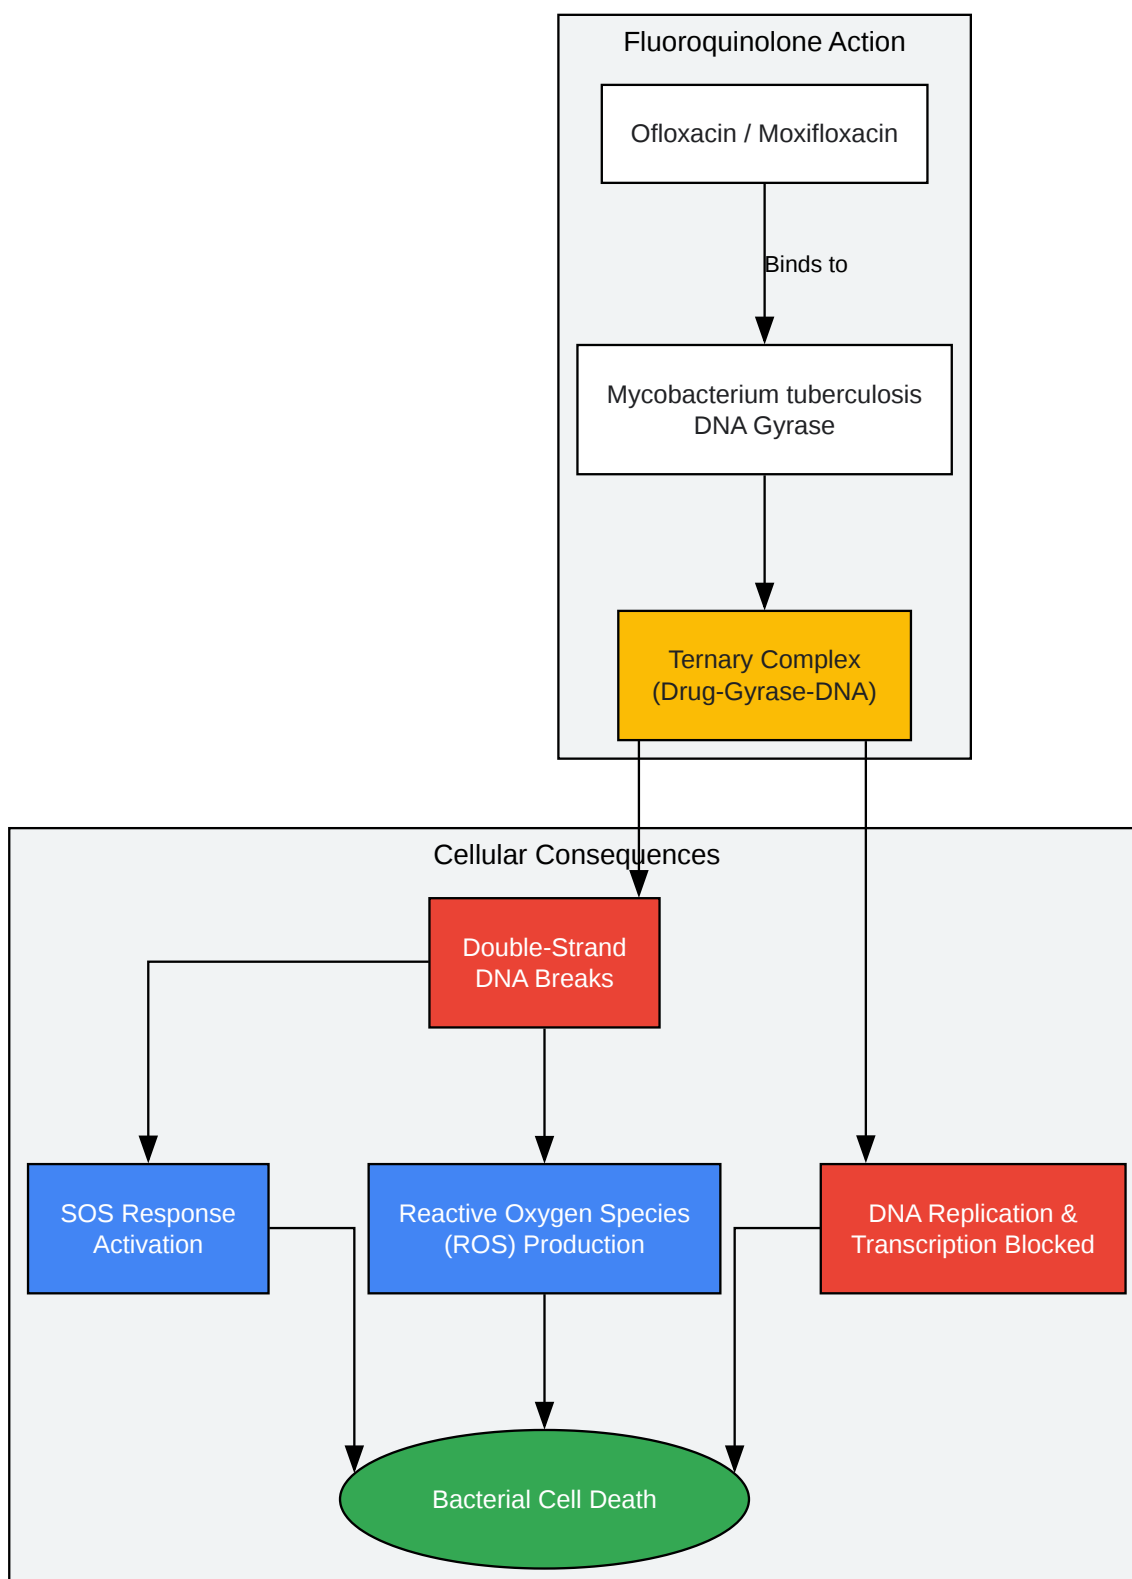 Fluoroquinolone Action
Ofloxacin / Moxifloxacin
Binds to
Mycobacterium tuberculosis
DNA Gyrase
Ternary Complex
(Drug-Gyrase-DNA)
Cellular Consequences
Double-Strand
DNA Breaks
SOS Response
Activation
Reactive Oxygen Species
(ROS) Production
DNA Replication &
Transcription Blocked
Bacterial Cell Death